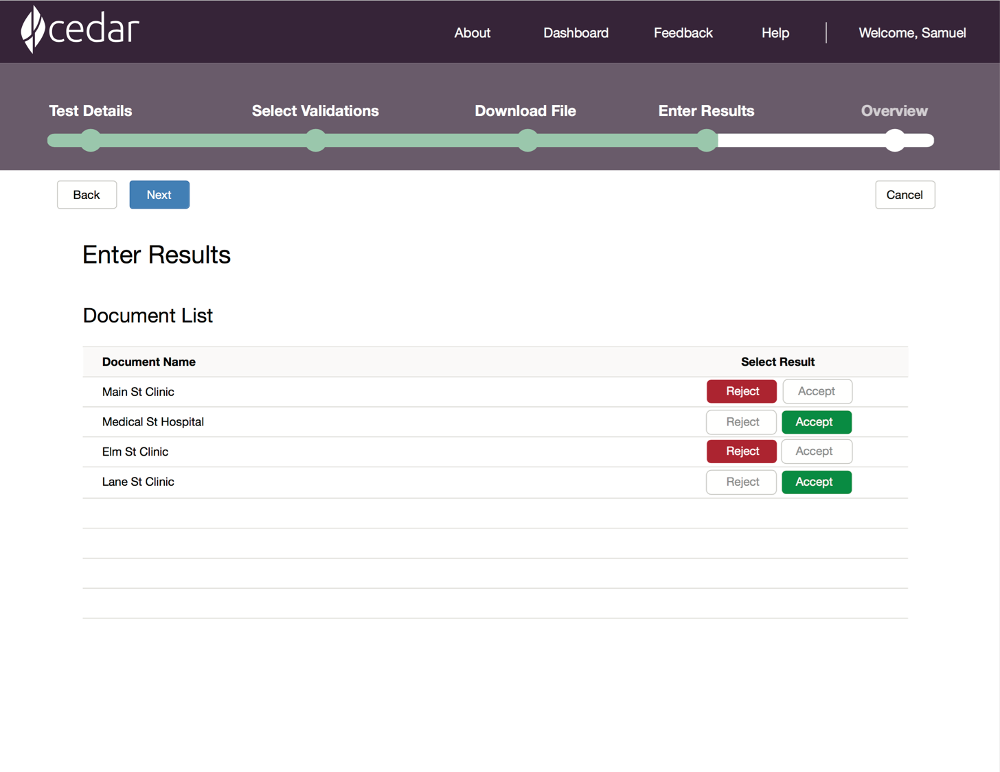 cedar
About Dashboard Feedback Help Welcome, Samuel
Test Details Select Validations Download File Enter Results Overview
Back Next Cancel
Enter Results
Document List
Document Name Select Result
Main St Clinic Reject Accept
Medical St Hospital Reject Accept
Elm St Clinic Reject Accept
Lane St Clinic Reject Accept